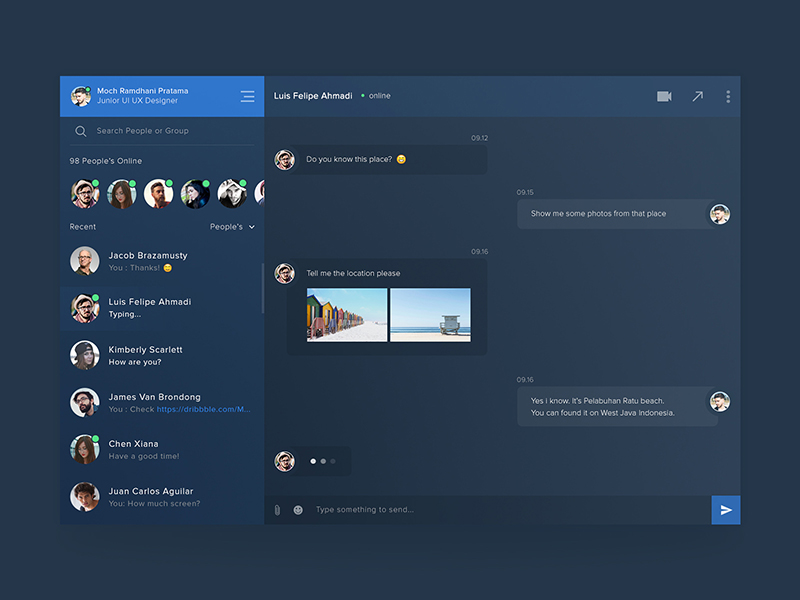 Moch Ramdhani Pratama
Junior UI UX Designer
Search People or Group
98 People's Online
Recent
People's
Jacob Brazamusty
You : Thanks!
Luis Felipe Ahmadi
Typing...
Kimberly Scarlett
How are you?
James Van Brondong
You : Check https://dribbble.com/M...
Chen Xiana
Have a good time!
Juan Carlos Aguilar
You: How much screen?
Luis Felipe Ahmadi
online
09.12
Do you know this place?
09.15
Show me some photos from that place
09.16
Tell me the location please
09.16
Yes i know. It's Pelabuhan Ratu beach.
You can found it on West Java Indonesia.
Type something to send...